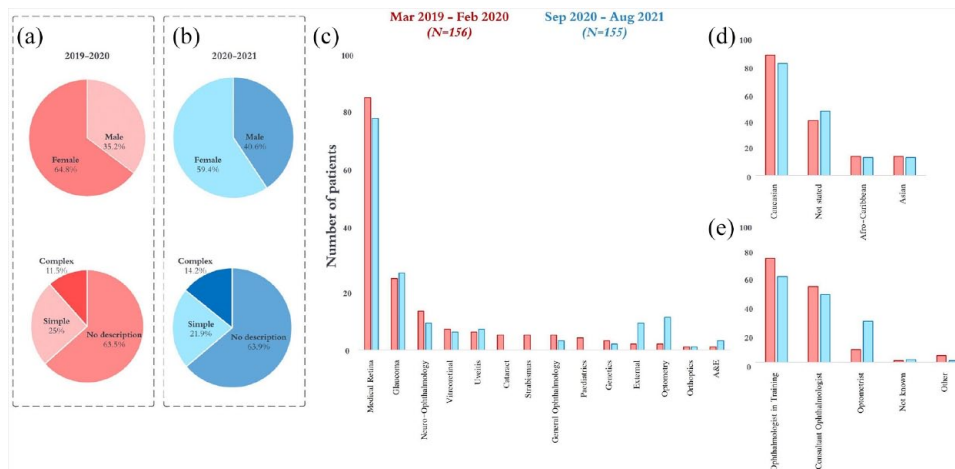 (a)
2019-2020
Male
35.2%
Female
64.8%
Complex
11.5%
Simple
25%
No description
63.5%
(b)
2020-2021
Male
40.6%
Female
59.4%
Complex
14.2%
Simple
21.9%
No description
63.9%
(c)
Mar 2019 - Feb 2020
(N=156)
Sep 2020 - Aug 2021
(N=155)
Number of patients
100
80
60
40
20
0
Medical Retina
Glaucoma
Neuro-Ophthalmology
Vitreoretinal
Uveitis
Cataract
Strabismus
General Ophthalmology
Paediatrics
Genetics
External
Optometry
Orthoptics
A&E
(d)
100
80
60
40
20
0
Caucasian
Not stated
Afro-Caribbean
Asian
(e)
100
80
60
40
20
0
Ophthalmologist in Training
Consultant Ophthalmologist
Optometrist
Not known
Other